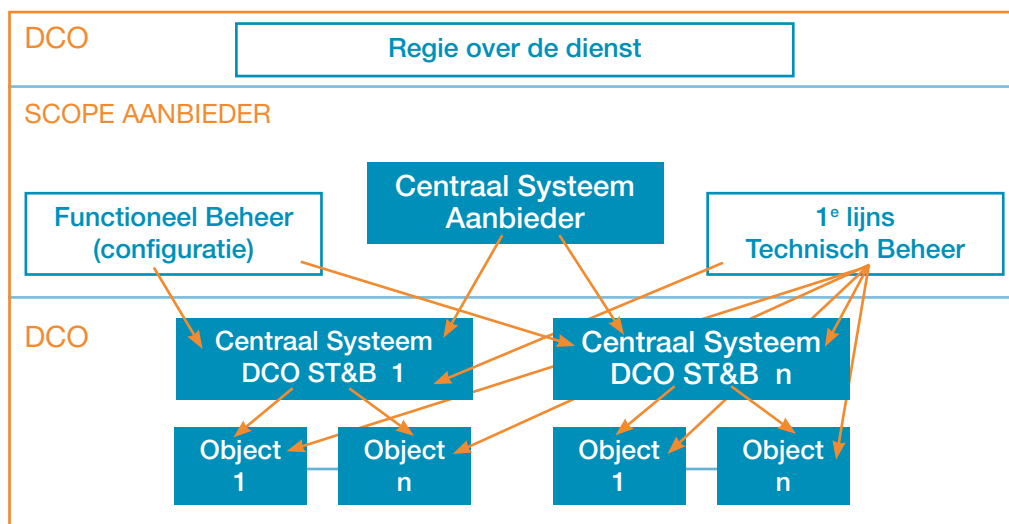 DCO
Regie over de dienst
SCOPE AANBIEDER
Functioneel Beheer
(configuratie)
Centraal Systeem
Aanbieder
1e lijns
Technisch Beheer
DCO
Centraal Systeem
DCO ST&B 1
Centraal Systeem
DCO ST&B n
Object
1
Object
n
Object
1
Object
n